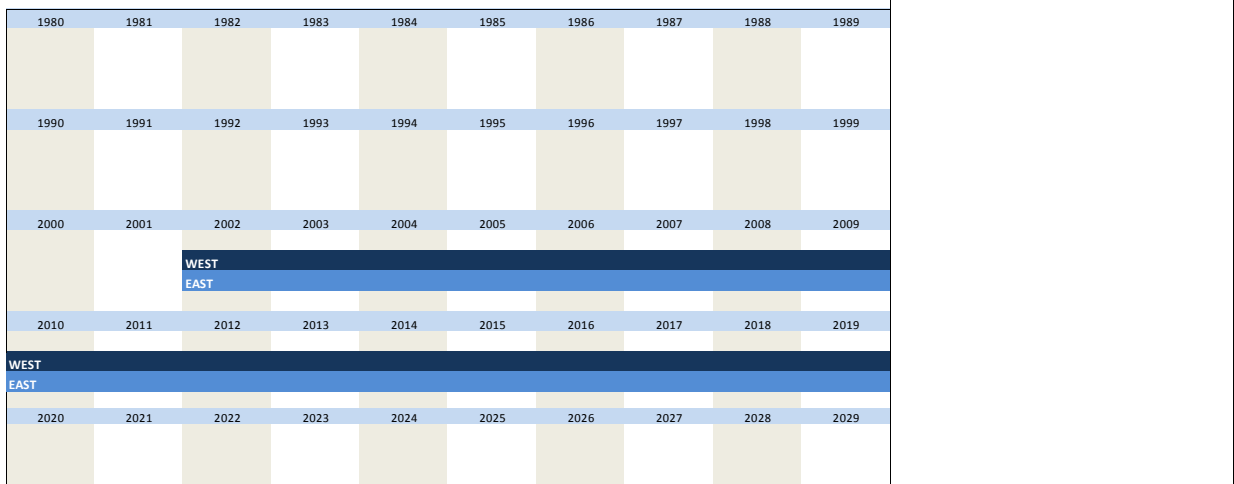 1980 1981 1982 1983 1984 1985 1986 1987 1988 1989
1990 1991 1992 1993 1994 1995 1996 1997 1998 1999
2000 2001 2002 2003 2004 2005 2006 2007 2008 2009
WEST
EAST
2010 2011 2012 2013 2014 2015 2016 2017 2018 2019
WEST
EAST
2020 2021 2022 2023 2024 2025 2026 2027 2028 2029